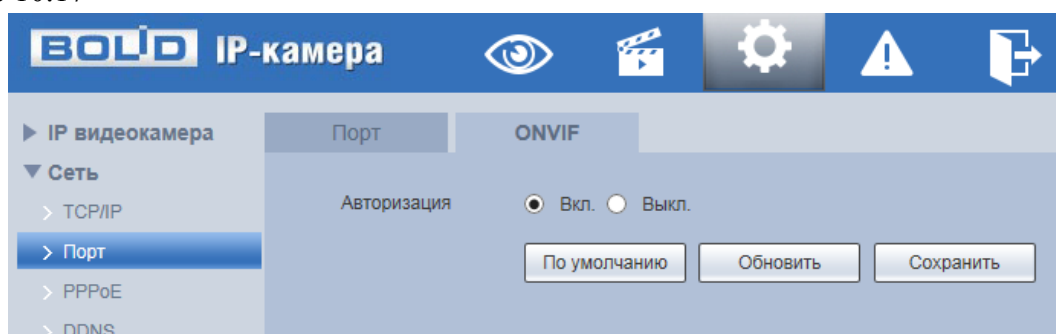 BOLID IP-камера
IP видеокамера
Порт
ONVIF
Сеть
TCP/IP
Авторизация
Вкл.
Выкл.
Порт
По умолчанию
Обновить
Сохранить
PPPoE
DDNS